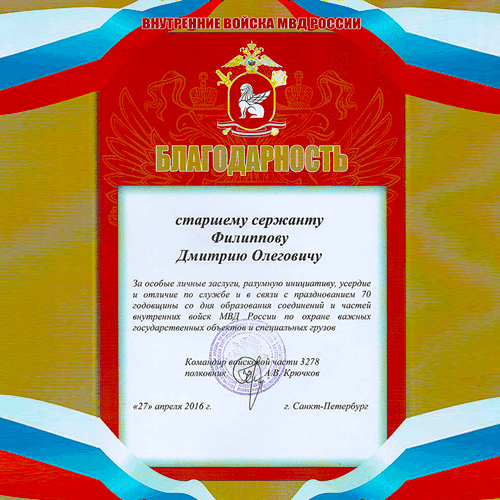 ВНУТРЕННИЕ ВОЙСКА МВД РОССИИ
БЛАГОДАРНОСТЬ
старшему сержанту
Филиппову
Дмитрию Олеговичу
За особые личные заслуги, разумную инициативу, усердие
и отличие по службе и в связи с празднованием 70
годовщины со дня образования соединений и частей
внутренних войск МВД России по охране важных
государственных объектов и специальных грузов
Командир войсковой части 3278
полковник А.В. Крючков
«27» апреля 2016 г. г. Санкт-Петербург